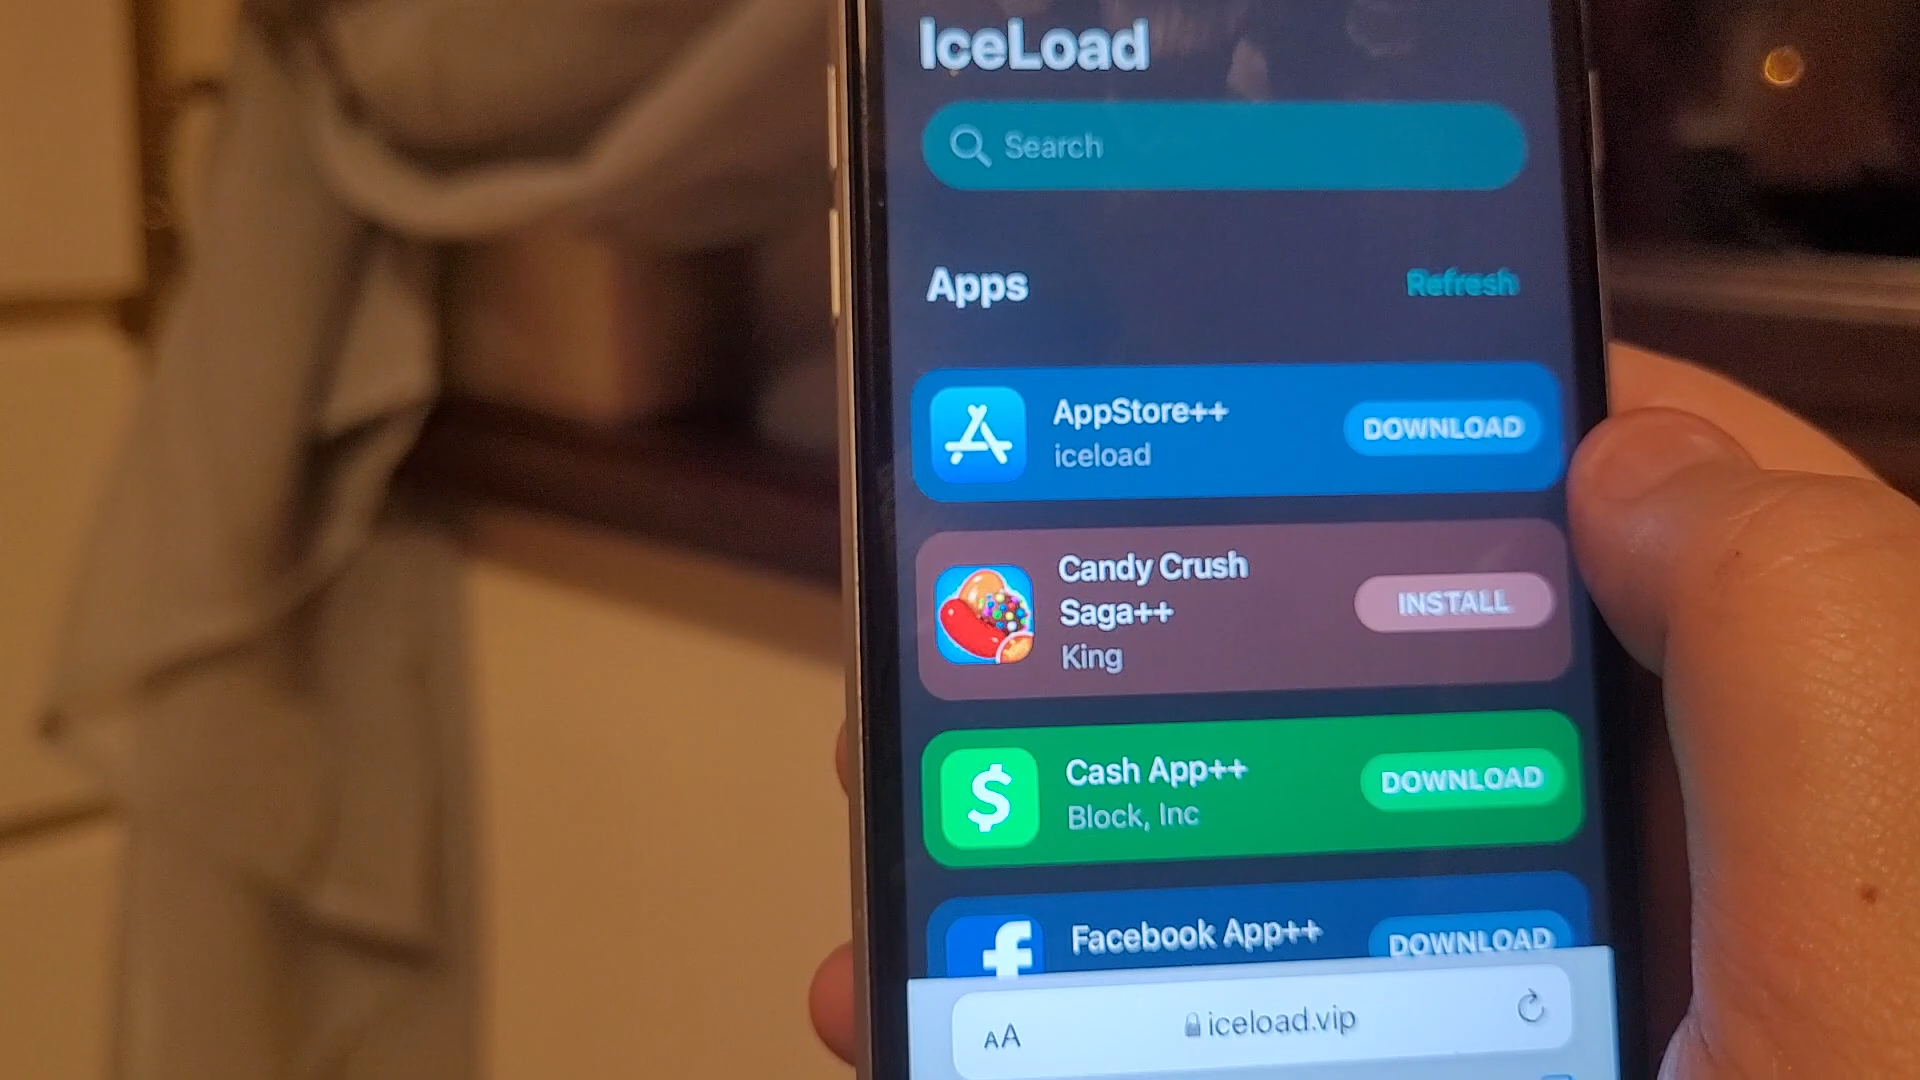 IceLoad
Search
Apps
Refresh
AppStore++
iceload
DOWNLOAD
Candy Crush
Saga++
King
INSTALL
Cash App++
Block, Inc
DOWNLOAD
Facebook App++
DOWNLOAD
AA
iceload.vip